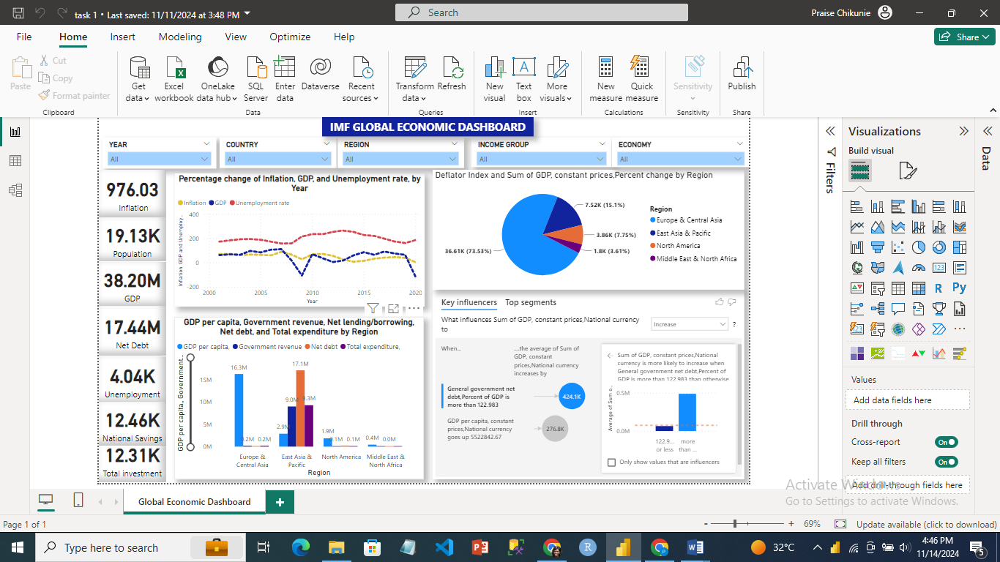 task 1 • Last saved: 11/11/2024 at 3:48 PM
Search
Praise Chikunie
File
Home
Insert
Modeling
View
Optimize
Help
Share
Paste
Cut
Copy
Format painter
Get data
Excel workbook
OneLake data hub
SQL Server
Enter data
Dataverse
Recent sources
Transform data
Refresh
New visual
Text box
More visuals
New measure
Quick measure
Sensitivity
Publish
Clipboard
Data
Queries
Insert
Calculations
Sensitivity
Share
IMF GLOBAL ECONOMIC DASHBOARD
YEAR
All
COUNTRY
All
REGION
All
INCOME GROUP
All
ECONOMY
All
976.03
Inflation
19.13K
Population
38.20M
GDP
17.44M
Net Debt
4.04K
Unemployment
12.46K
National Savings
12.31K
Total investment
Percentage change of Inflation, GDP, and Unemployment rate, by
Year
Inflation GDP Unemployment rate
Inflation, GDP and Unemploy...
400
200
0
-200
2000 2005 2010 2015 2020
Year
GDP per capita, Government revenue, Net lending/borrowing,
Net debt, and Total expenditure by Region
GDP per capita, Government revenue Net debt Total expenditure,
GDP per capita, Government...
15M
10M
5M
0M
16.3M
0.2M 0.2M
2.9M
9.0M
17.1M
9.3M
1.9M
0.1M 0.1M
0.4M 0.0M
Europe &
Central Asia
East Asia &
Pacific
North America
Middle East &
North Africa
Region
Deflator Index and Sum of GDP, constant prices,Percent change by Region
7.52K (15.1%)
3.86K (7.75%)
1.8K (3.61%)
36.61K (73.53%)
Region
Europe & Central Asia
East Asia & Pacific
North America
Middle East & North Africa
Key influencers
Top segments
What influences Sum of GDP, constant prices,National currency
to
Increase
?
When...
....the average of Sum of
GDP, constant
prices,National currency
increases by
General government net
debt,Percent of GDP is
more than 122.983
424.1K
GDP per capita, constant
prices,National currency
goes up 5522842.67
276.8K
Sum of GDP, constant prices,National
currency is more likely to increase when
General government net debt,Percent of
GDP is more than 122.983 than otherwise
Average of Sum o...
0.5M
0.0M
122.9...
or less
more
than ...
Only show values that are influencers
Filters
Visualizations
Build visual
R
Py
123
Values
Add data fields here
Drill through
Cross-report
On
Keep all filters
On
Add drill-through fields here
Data
Activate Windows
Go to Settings to activate Windows.
Global Economic Dashboard
Page 1 of 1
69%
Update available (click to download)
Type here to search
32°C
4:46 PM
11/14/2024
5